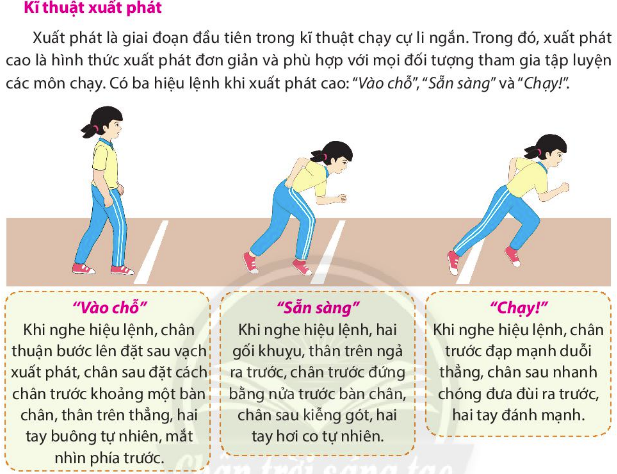 Kĩ thuật xuất phát
Xuất phát là giai đoạn đầu tiên trong kĩ thuật chạy cự li ngắn. Trong đó, xuất phát
cao là hình thức xuất phát đơn giản và phù hợp với mọi đối tượng tham gia tập luyện
các môn chạy. Có ba hiệu lệnh khi xuất phát cao: “Vào chỗ”, “Sẵn sàng” và “Chạy!”.
“Vào chỗ”
Khi nghe hiệu lệnh, chân
thuận bước lên đặt sau vạch
xuất phát, chân sau đặt cách
chân trước khoảng một bàn
chân, thân trên thẳng, hai
tay buông tự nhiên, mắt
nhìn phía trước.
“Sẵn sàng”
Khi nghe hiệu lệnh, hai
gối khuỵu, thân trên ngả
ra trước, chân trước đứng
bằng nửa trước bàn chân,
chân sau kiễng gót, hai
tay hơi co tự nhiên.
“Chạy!”
Khi nghe hiệu lệnh, chân
trước đạp mạnh duỗi
thẳng, chân sau nhanh
chóng đưa đùi ra trước,
hai tay đánh mạnh.
Chân trời sáng tạo